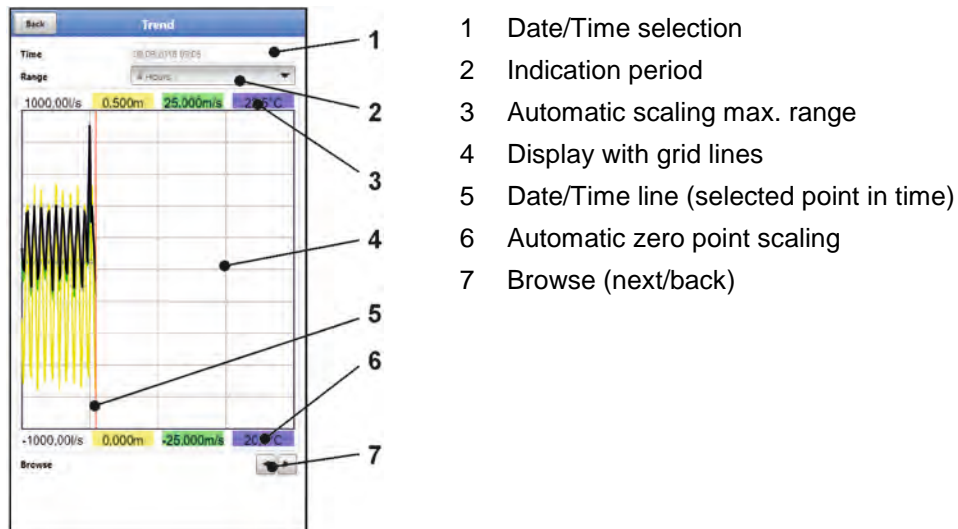 Back Trend
1
Time
Range 4 Hours
2
1000,00l/s 0.500m 25.000m/s
3
4
5
6
-1000,00l/s 0.000m -25.000m/s
Browse
7
1 Date/Time selection
2 Indication period
3 Automatic scaling max. range
4 Display with grid lines
5 Date/Time line (selected point in time)
6 Automatic zero point scaling
7 Browse (next/back)